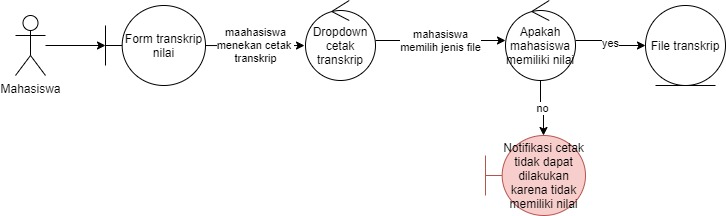 Mahasiswa
Form transkrip
nilai
maahasiswa
menekan cetak
transkrip
Dropdown
cetak
transkrip
mahasiswa
memilih jenis file
Apakah
mahasiswa
memiliki nilai
yes
File transkrip
no
Notifikasi cetak
tidak dapat
dilakukan
karena tidak
memiliki nilai